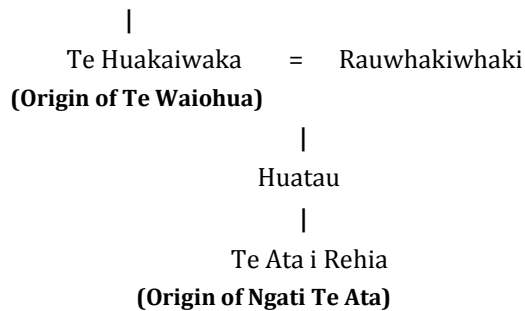 |
Te Huakaiwaka = Rauwhakiwhaki
(Origin of Te Waiohua)
|
Huatau
|
Te Ata i Rehia
(Origin of Ngati Te Ata)